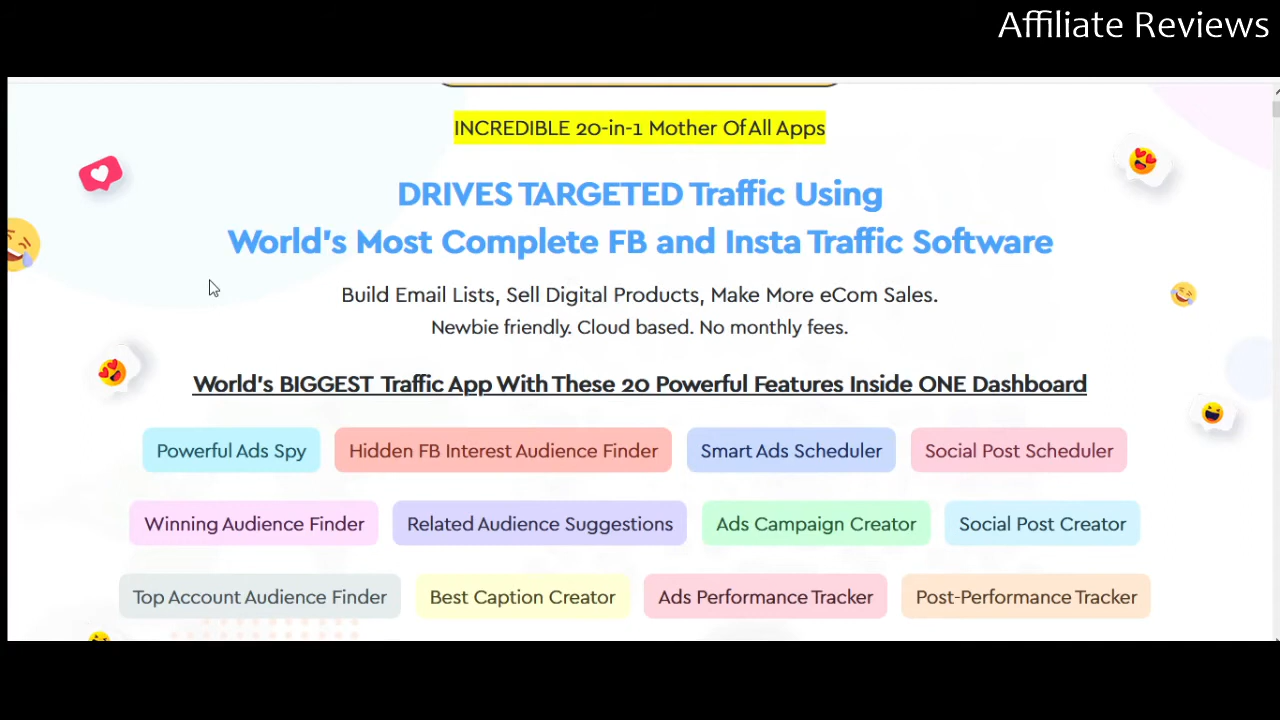 Affiliate Reviews
INCREDIBLE 20-in-1 Mother Of All Apps
DRIVES TARGETED Traffic Using
World's Most Complete FB and Insta Traffic Software
Build Email Lists, Sell Digital Products, Make More eCom Sales.
Newbie friendly. Cloud based. No monthly fees.
World's BIGGEST Traffic App With These 20 Powerful Features Inside ONE Dashboard
Powerful Ads Spy Hidden FB Interest Audience Finder Smart Ads Scheduler Social Post Scheduler
Winning Audience Finder Related Audience Suggestions Ads Campaign Creator Social Post Creator
Top Account Audience Finder Best Caption Creator Ads Performance Tracker Post-Performance Tracker